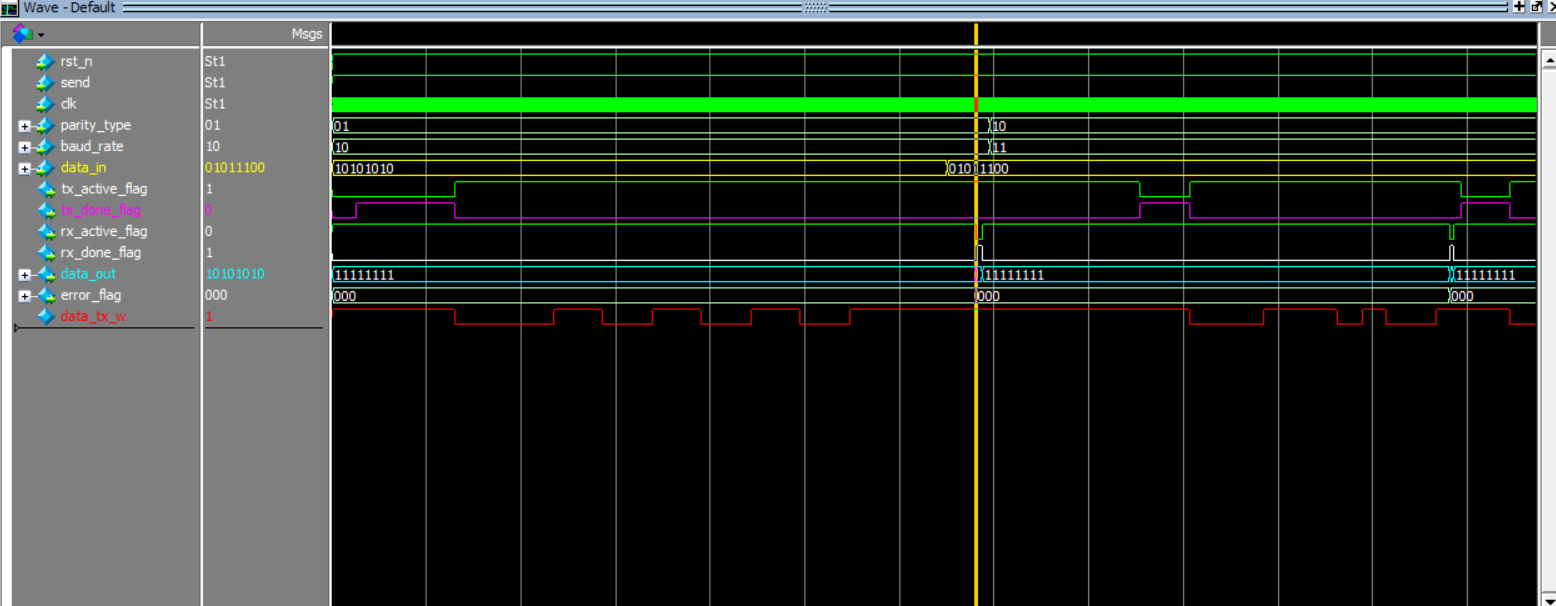 Wave - Default
Msgs
rst_n St1
send St1
clk St1
parity_type 01 01 10
baud_rate 10 10 11
data_in 01011100 10101010 01011100
tx_active_flag 1
tx_done_flag 0
rx_active_flag 0
rx_done_flag 1
data_out 10101010 11111111 11111111 11111111
error_flag 000 000 000 000
data_tx_w 1